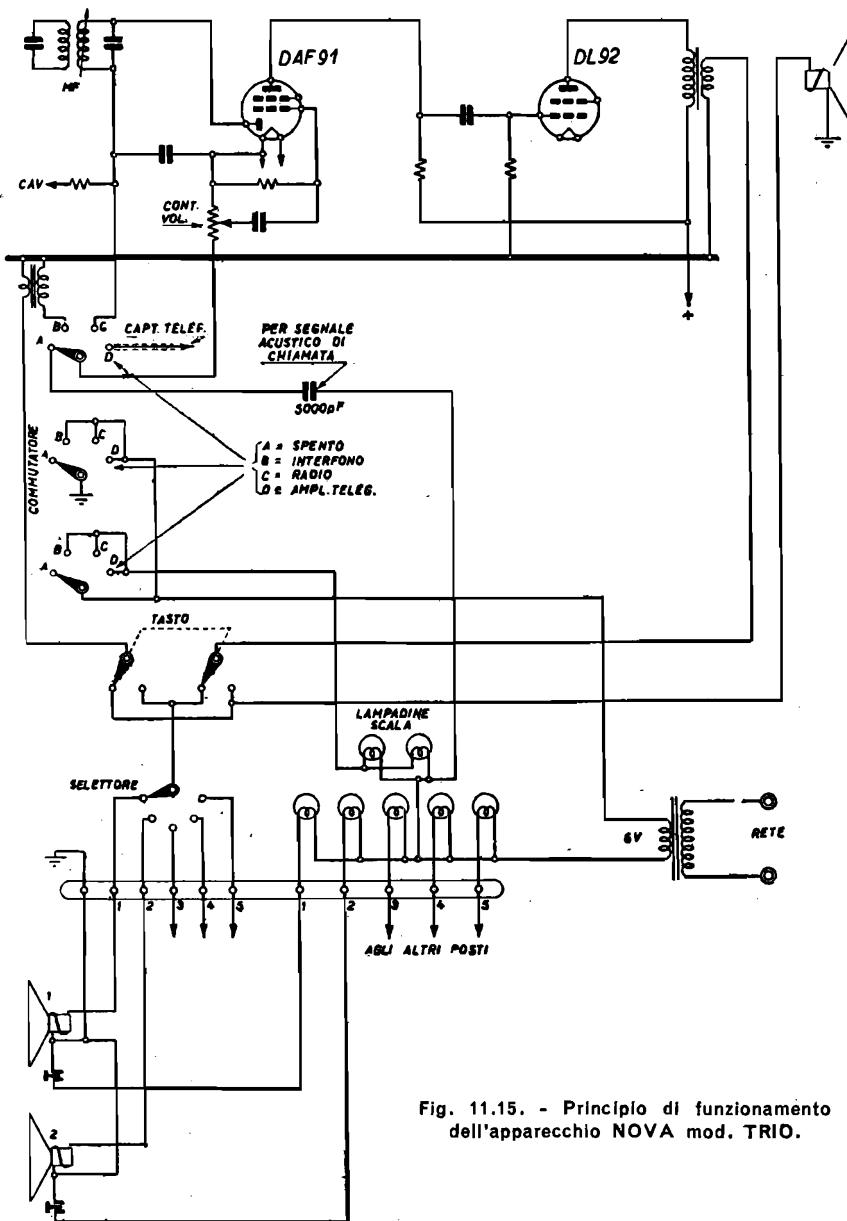 DAF91
DL92
MF
CAV
CONT.
VOL.
+
B
C
CAPT. TELEF.
A
D
PER SEGNALE
ACUSTICO DI
CHIAMATA
5000pF
COMMUTATORE
B
C
A
D
A = SPENTO
B = INTERFONO
C = RADIO
D = AMPL. TELEG.
B
C
A
D
TASTO
LAMPADINE
SCALA
SELETTORE
6V
RETE
1
2
3
4
5
1
2
3
4
5
AGLI ALTRI POSTI
1
2
Fig. 11.15. - Principio di funzionamento
dell'apparecchio NOVA mod. TRIO.